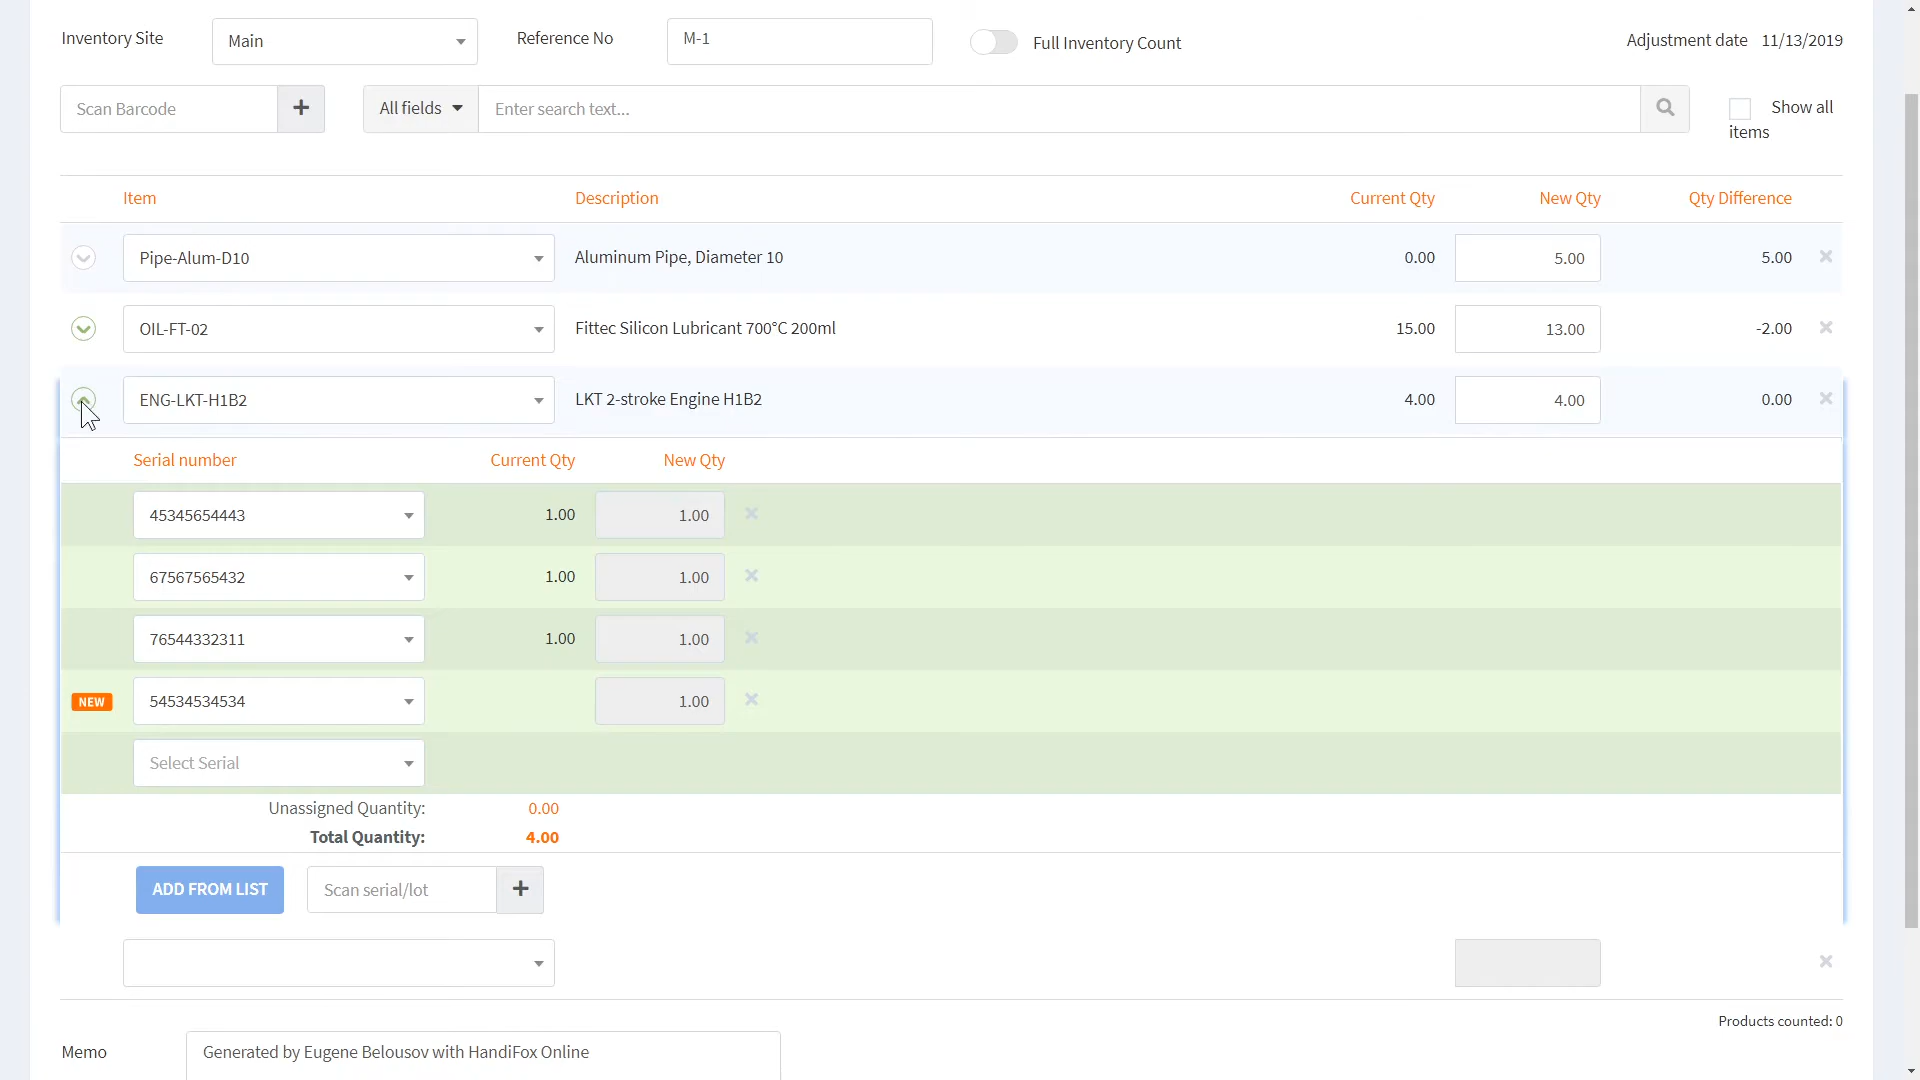 Inventory Site Main Reference No M-1 Full Inventory Count Adjustment date 11/13/2019
Scan Barcode All fields Enter search text... Show all
items
Item Description Current Qty New Qty Qty Difference
Pipe-Alum-D10 Aluminum Pipe, Diameter 10 0.00 5.00 5.00
OIL-FT-02 Fittec Silicon Lubricant 700°C 200ml 15.00 13.00 -2.00
ENG-LKT-H1B2 LKT 2-stroke Engine H1B2 4.00 4.00 0.00
Serial number Current Qty New Qty
45345654443 1.00 1.00
67567565432 1.00 1.00
76544332311 1.00 1.00
NEW 54534534534 1.00
Select Serial
Unassigned Quantity: 0.00
Total Quantity: 4.00
ADD FROM LIST Scan serial/lot
Products counted: 0
Memo Generated by Eugene Belousov with HandiFox Online